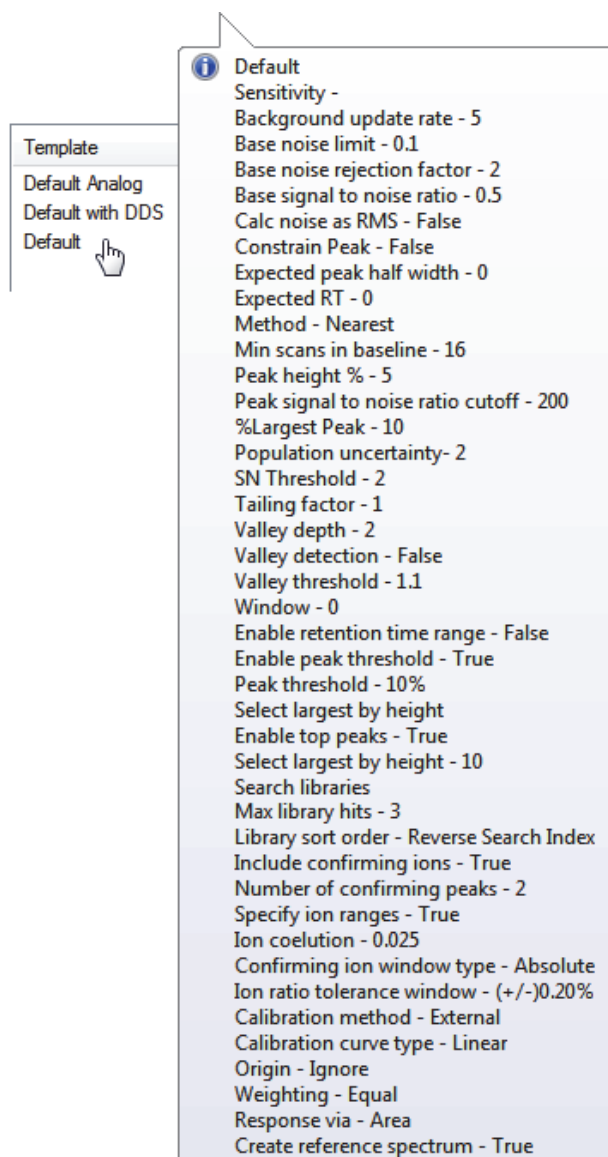 Template
Default Analog
Default with DDS
Default
Default
Sensitivity -
Background update rate - 5
Base noise limit - 0.1
Base noise rejection factor - 2
Base signal to noise ratio - 0.5
Calc noise as RMS - False
Constrain Peak - False
Expected peak half width - 0
Expected RT - 0
Method - Nearest
Min scans in baseline - 16
Peak height % - 5
Peak signal to noise ratio cutoff - 200
%Largest Peak - 10
Population uncertainty- 2
SN Threshold - 2
Tailing factor - 1
Valley depth - 2
Valley detection - False
Valley threshold - 1.1
Window - 0
Enable retention time range - False
Enable peak threshold - True
Peak threshold - 10%
Select largest by height
Enable top peaks - True
Select largest by height - 10
Search libraries
Max library hits - 3
Library sort order - Reverse Search Index
Include confirming ions - True
Number of confirming peaks - 2
Specify ion ranges - True
Ion coelution - 0.025
Confirming ion window type - Absolute
Ion ratio tolerance window - (+/-)0.20%
Calibration method - External
Calibration curve type - Linear
Origin - Ignore
Weighting - Equal
Response via - Area
Create reference spectrum - True